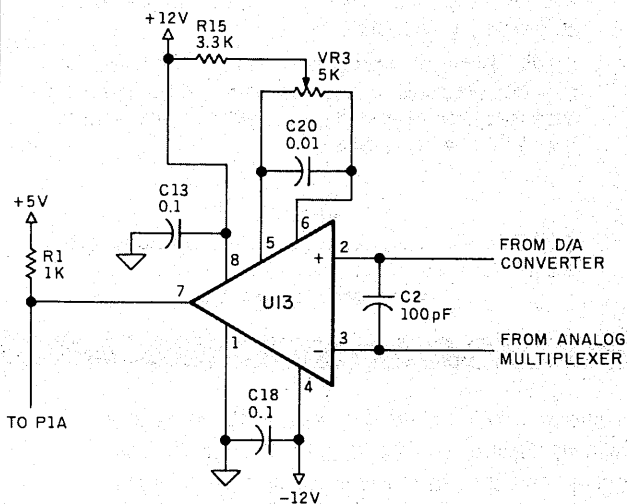 +12V
R15
3.3K
VR3
5K
C20
0.01
C13
0.1
+5V
R1
1K
5
6
8
2
+
FROM D/A
CONVERTER
7
U13
C2
100pF
1
3
–
FROM ANALOG
MULTIPLEXER
4
C18
0.1
TO PIA
–12V